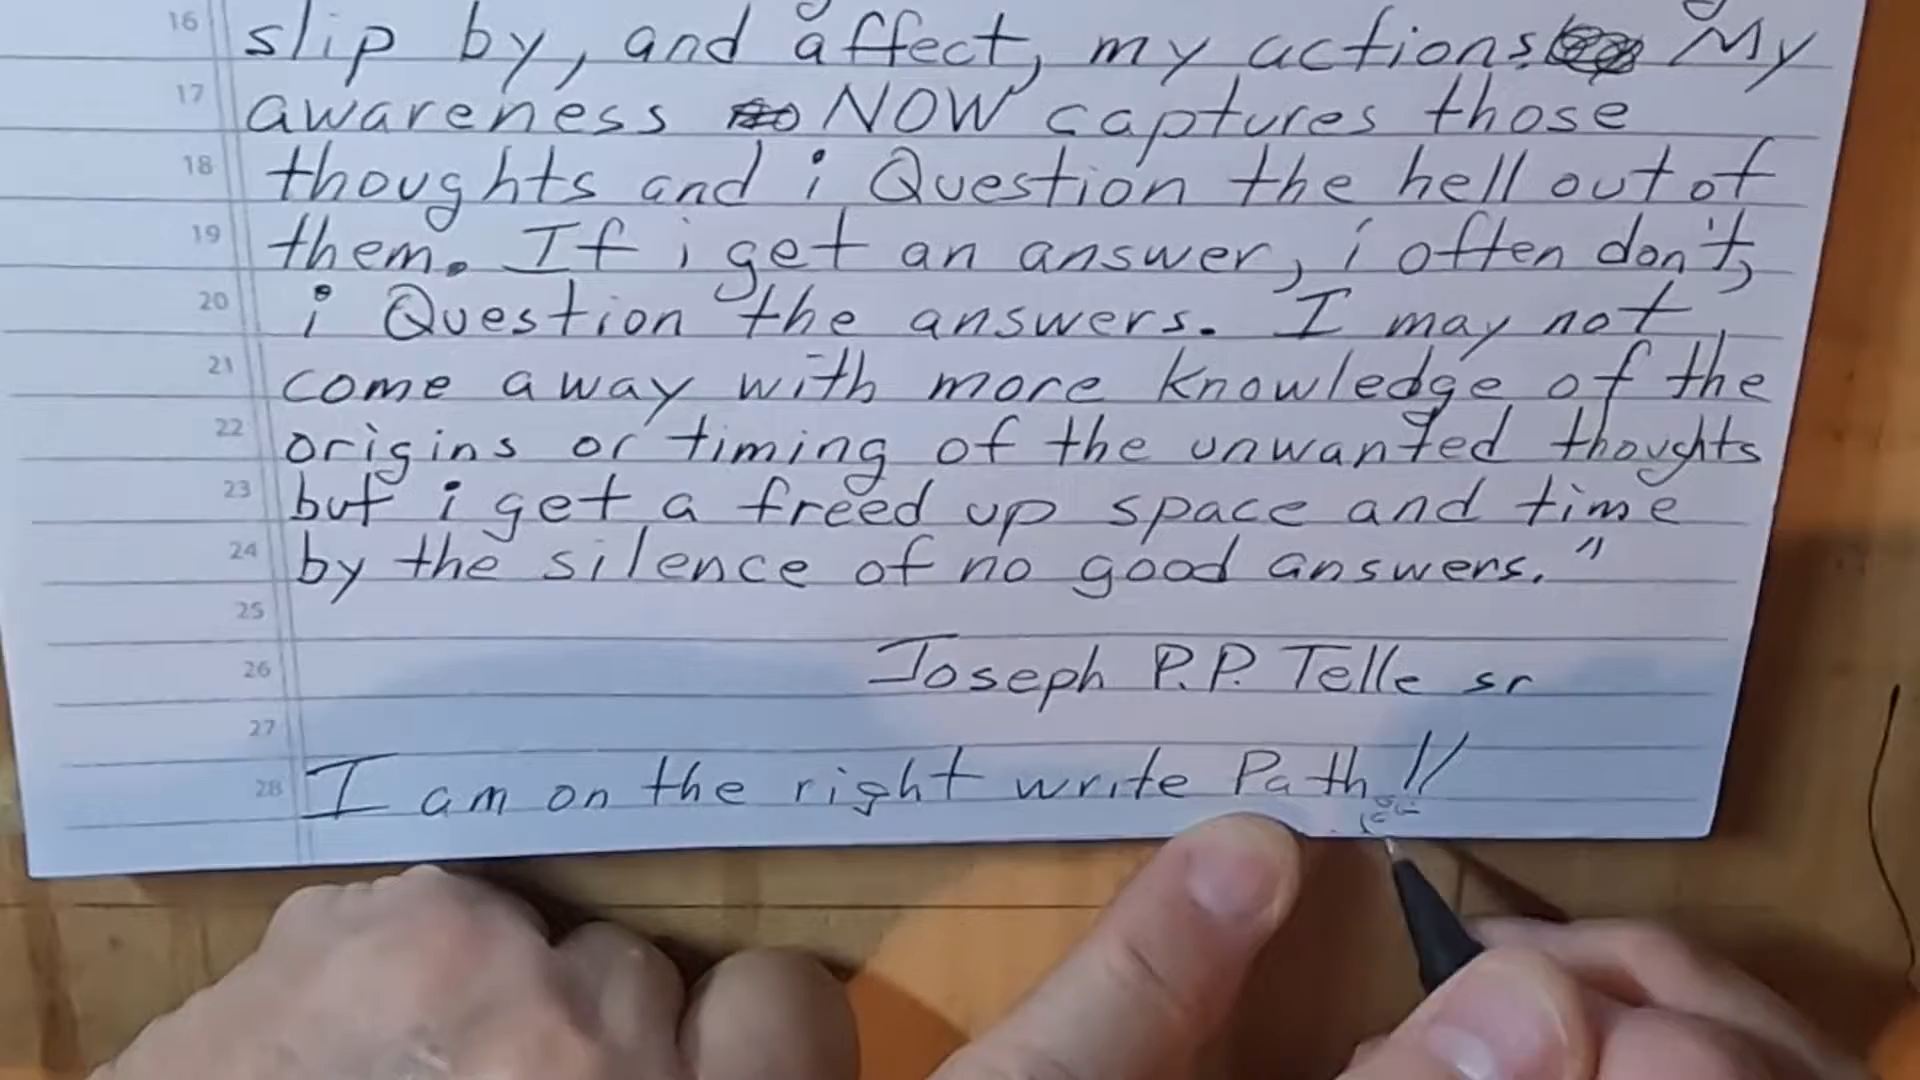 16 slip by, and affect, my actions. My
17 awareness NOW captures those
18 thoughts and i Question the hell out of
19 them. If i get an answer, i often don't,
20 i Question the answers. I may not
21 come away with more knowledge of the
22 origins or timing of the unwanted thoughts
23 but i get a freed up space and time
24 by the silence of no good answers."
25
26 Joseph P.P. Telle sr
27
28 I am on the right write Path!!